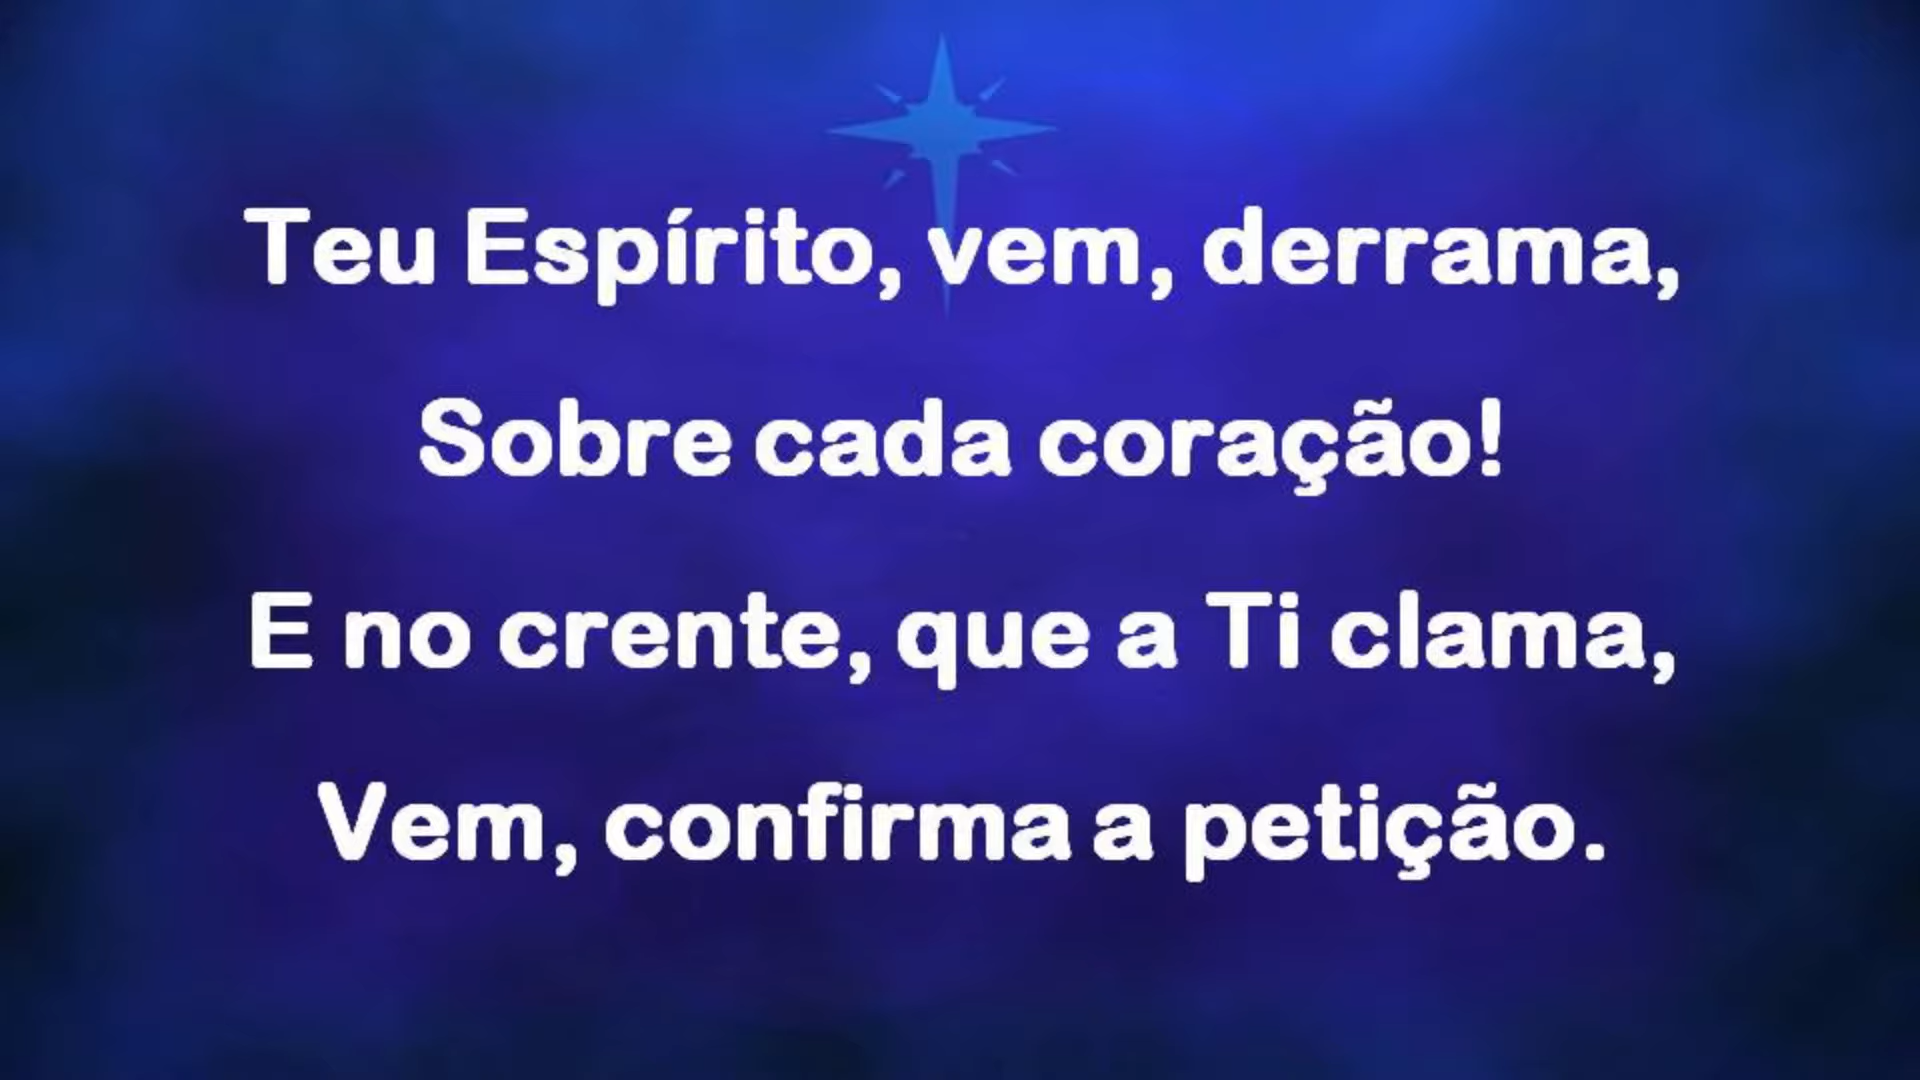 Teu Espírito, vem, derrama,
Sobre cada coração!
E no crente, que a Ti clama,
Vem, confirma a petição.